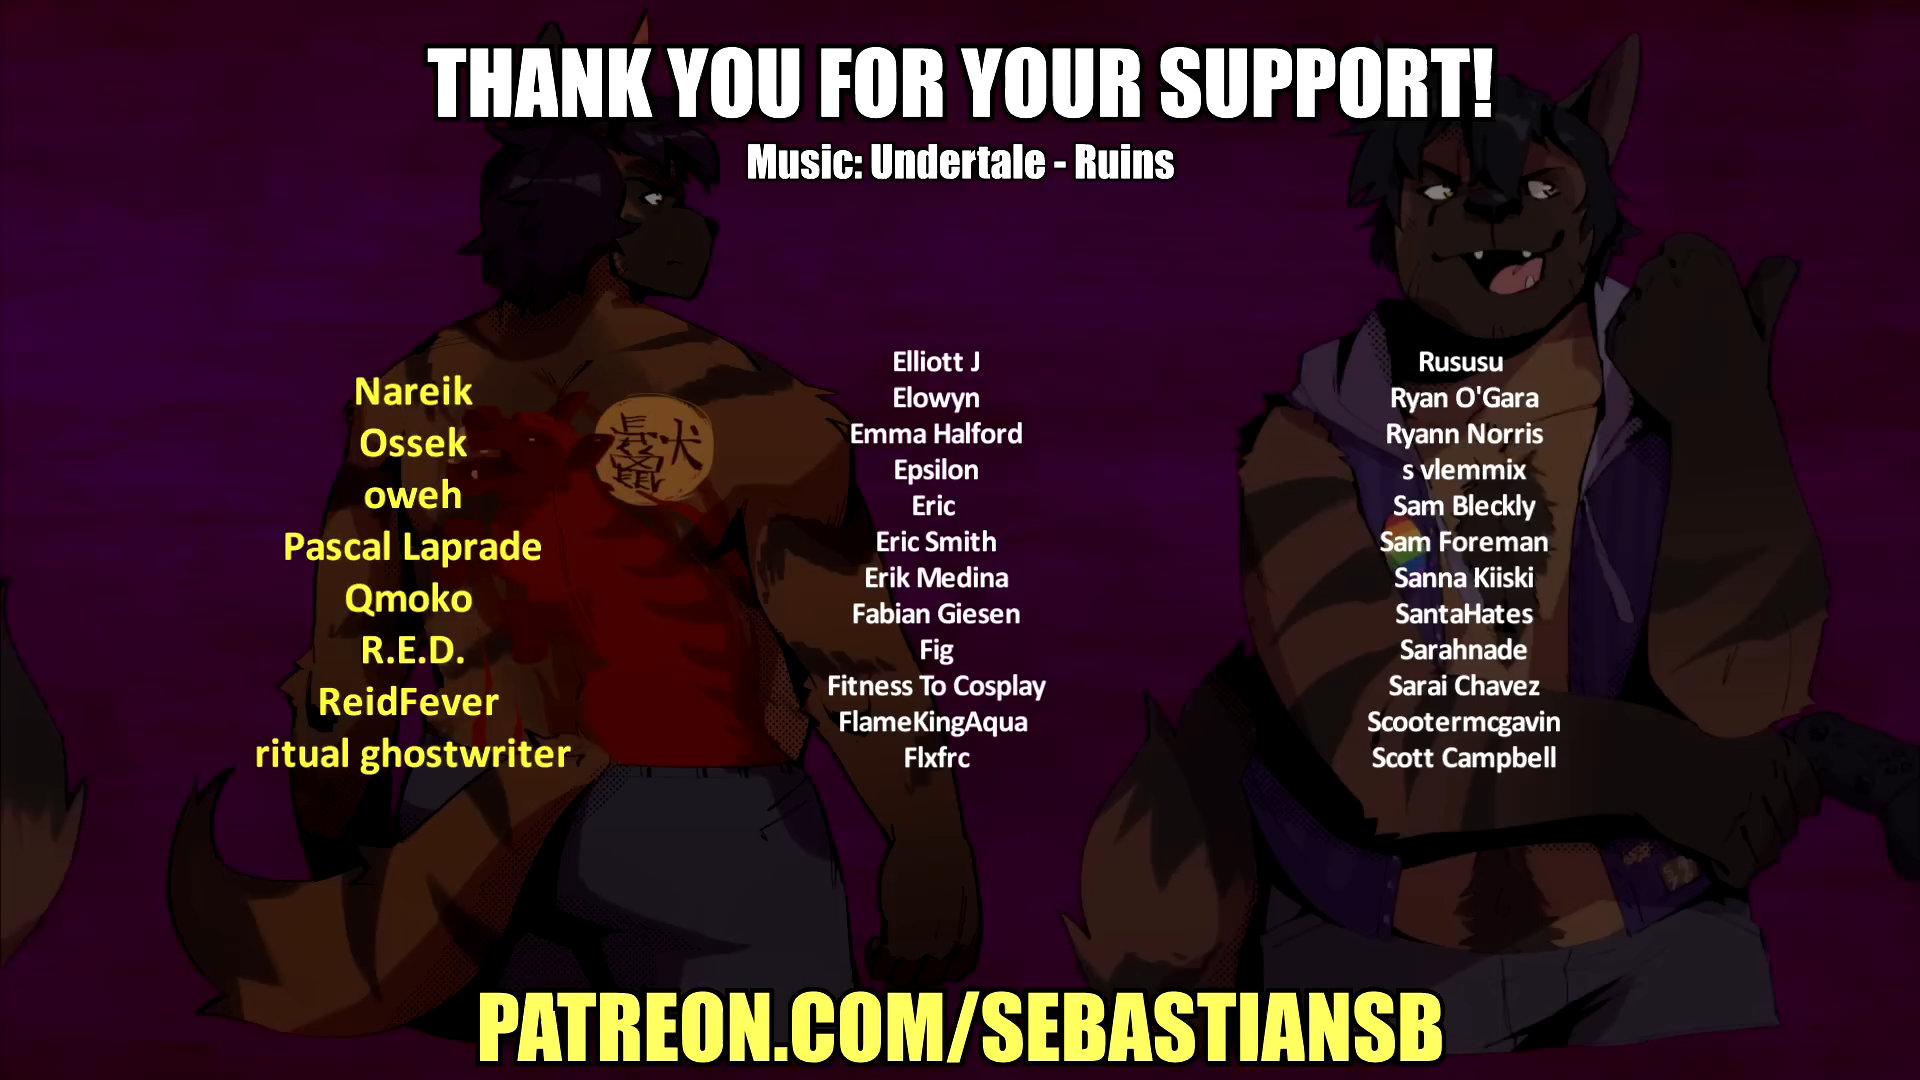 THANK YOU FOR YOUR SUPPORT!
Music: Undertale - Ruins
Nareik
Ossek
oweh
Pascal Laprade
Qmoko
R.E.D.
ReidFever
ritual ghostwriter
Elliott J
Elowyn
Emma Halford
Epsilon
Eric
Eric Smith
Erik Medina
Fabian Giesen
Fig
Fitness To Cosplay
FlameKingAqua
Flxfrc
Rususu
Ryan O'Gara
Ryann Norris
s vlemmix
Sam Bleckly
Sam Foreman
Sanna Kiiski
SantaHates
Sarahnade
Sarai Chavez
Scootermcgavin
Scott Campbell
PATREON.COM/SEBASTIANSB